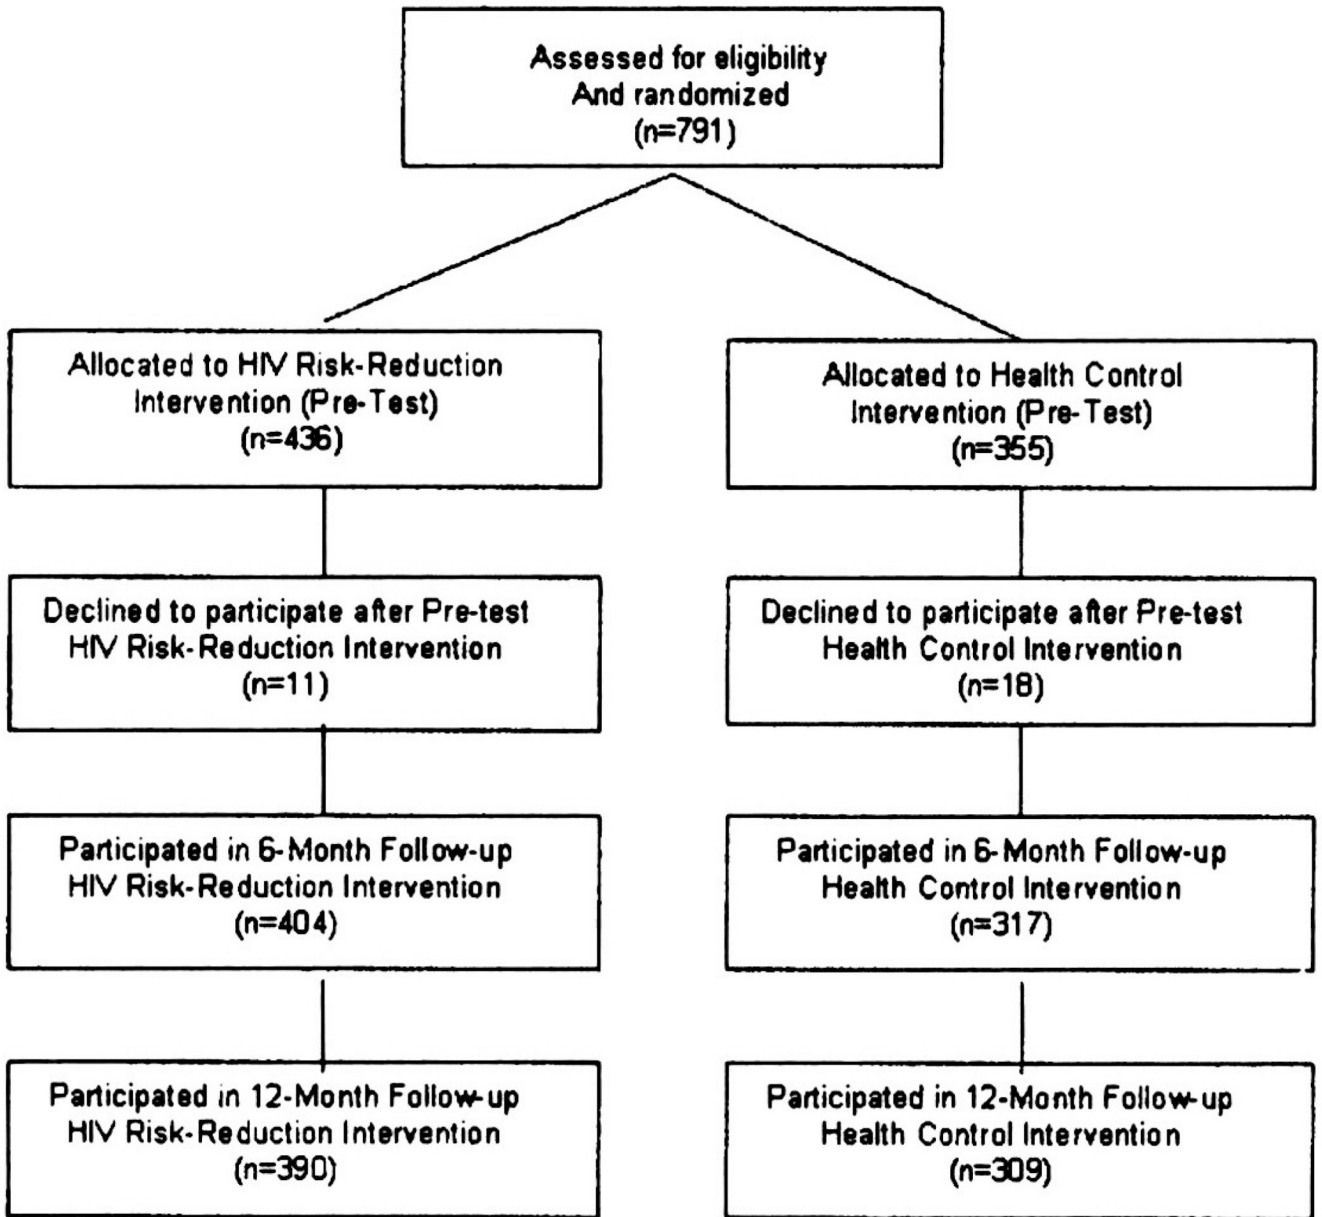 Assessed for eligibility
And randomized
(n=791)
Allocated to HIV Risk-Reduction
Intervention (Pre-Test)
(n=436)
Allocated to Health Control
Intervention (Pre-Test)
(n=355)
Declined to participate after Pre-test
HIV Risk-Reduction Intervention
(n=11)
Declined to participate after Pre-test
Health Control Intervention
(n=18)
Participated in 6-Month Follow-up
HIV Risk-Reduction Intervention
(n=404)
Participated in 6-Month Follow-up
Health Control Intervention
(n=317)
Participated in 12-Month Follow-up
HIV Risk-Reduction Intervention
(n=390)
Participated in 12-Month Follow-up
Health Control Intervention
(n=309)